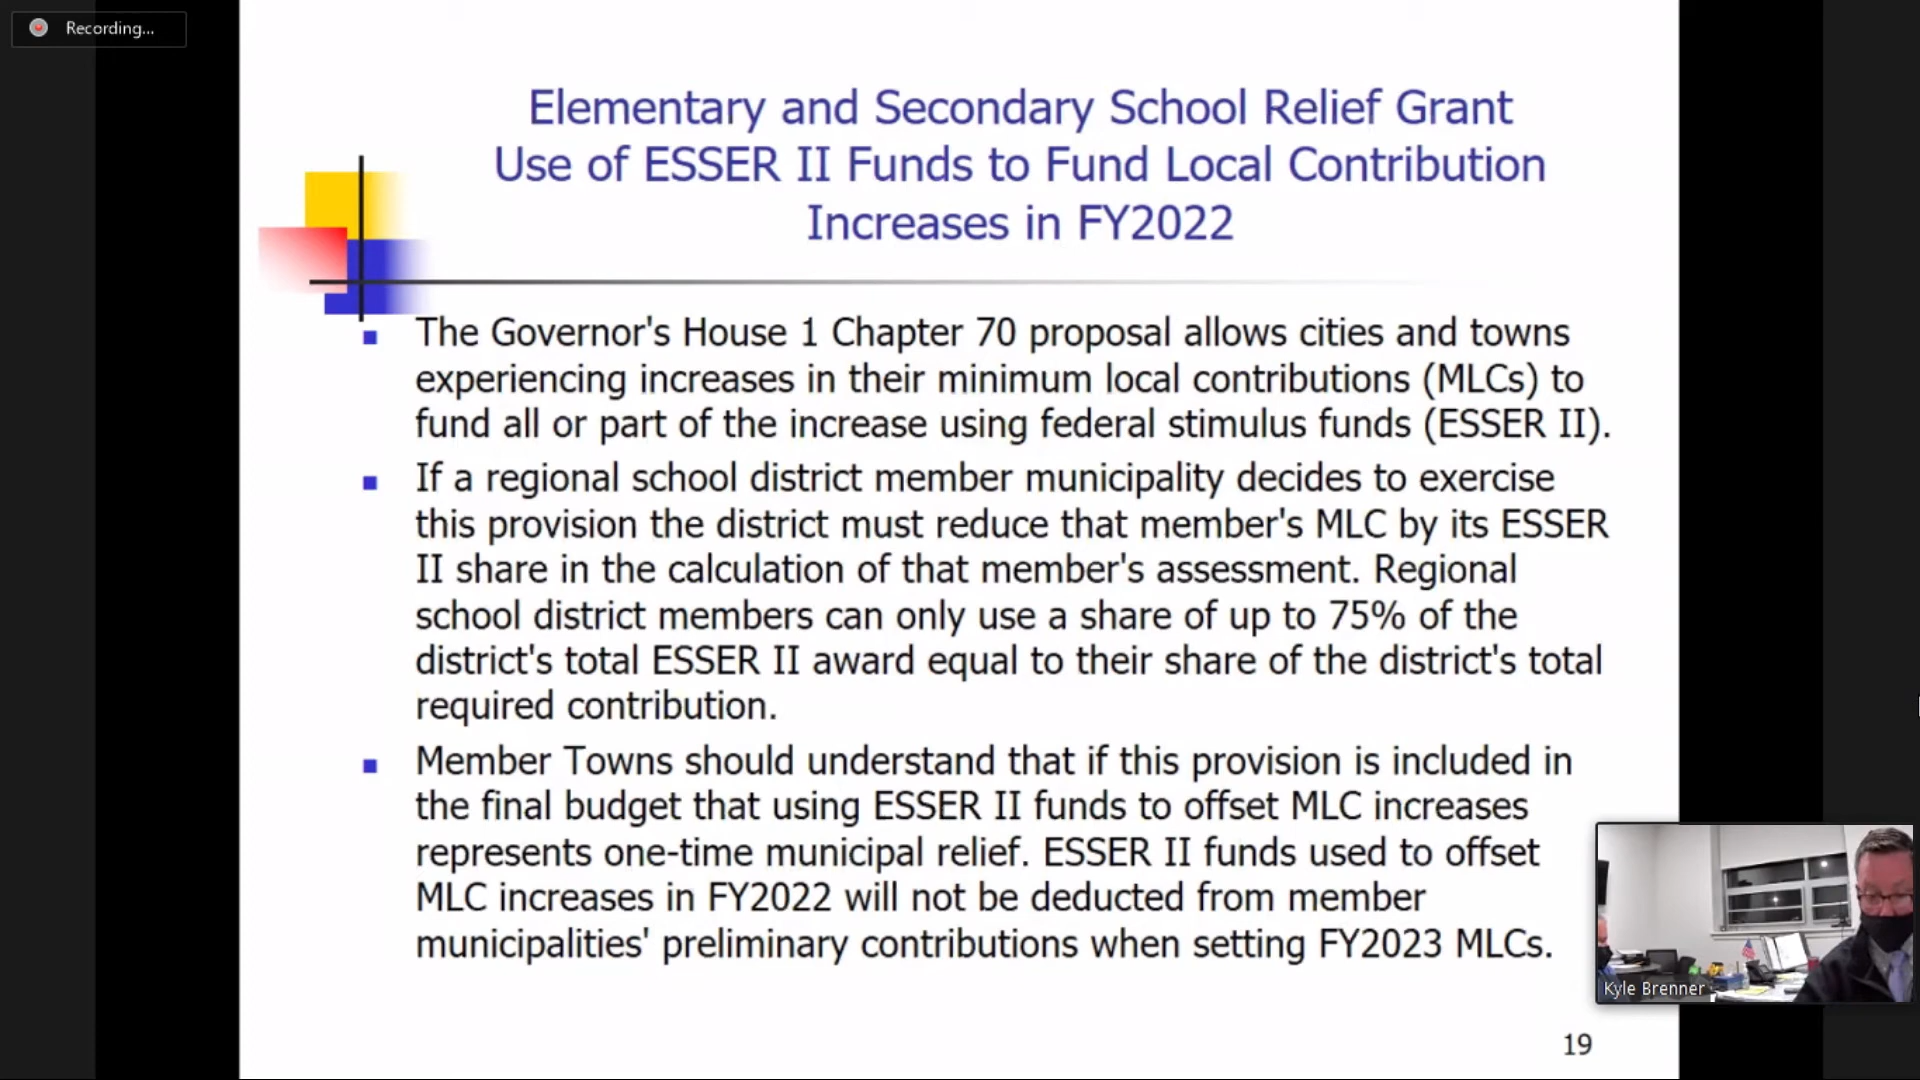 Recording...
Elementary and Secondary School Relief Grant
Use of ESSER II Funds to Fund Local Contribution
Increases in FY2022
The Governor's House 1 Chapter 70 proposal allows cities and towns
experiencing increases in their minimum local contributions (MLCs) to
fund all or part of the increase using federal stimulus funds (ESSER II).
If a regional school district member municipality decides to exercise
this provision the district must reduce that member's MLC by its ESSER
II share in the calculation of that member's assessment. Regional
school district members can only use a share of up to 75% of the
district's total ESSER II award equal to their share of the district's total
required contribution.
Member Towns should understand that if this provision is included in
the final budget that using ESSER II funds to offset MLC increases
represents one-time municipal relief. ESSER II funds used to offset
MLC increases in FY2022 will not be deducted from member
municipalities' preliminary contributions when setting FY2023 MLCs.
Kyle Brenner
19